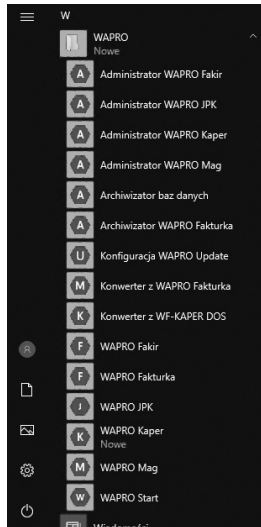 W
WAPRO
Nowe
A Administrator WAPRO Fakir
A Administrator WAPRO JPK
A Administrator WAPRO Kaper
A Administrator WAPRO Mag
A Archiwizator baz danych
A Archiwizator WAPRO Fakturka
U Konfiguracja WAPRO Update
M Konwerter z WAPRO Fakturka
K Konwerter z WF-KAPER DOS
F WAPRO Fakir
F WAPRO Fakturka
J WAPRO JPK
K WAPRO Kaper
Nowe
M WAPRO Mag
W WAPRO Start
Wiadomości